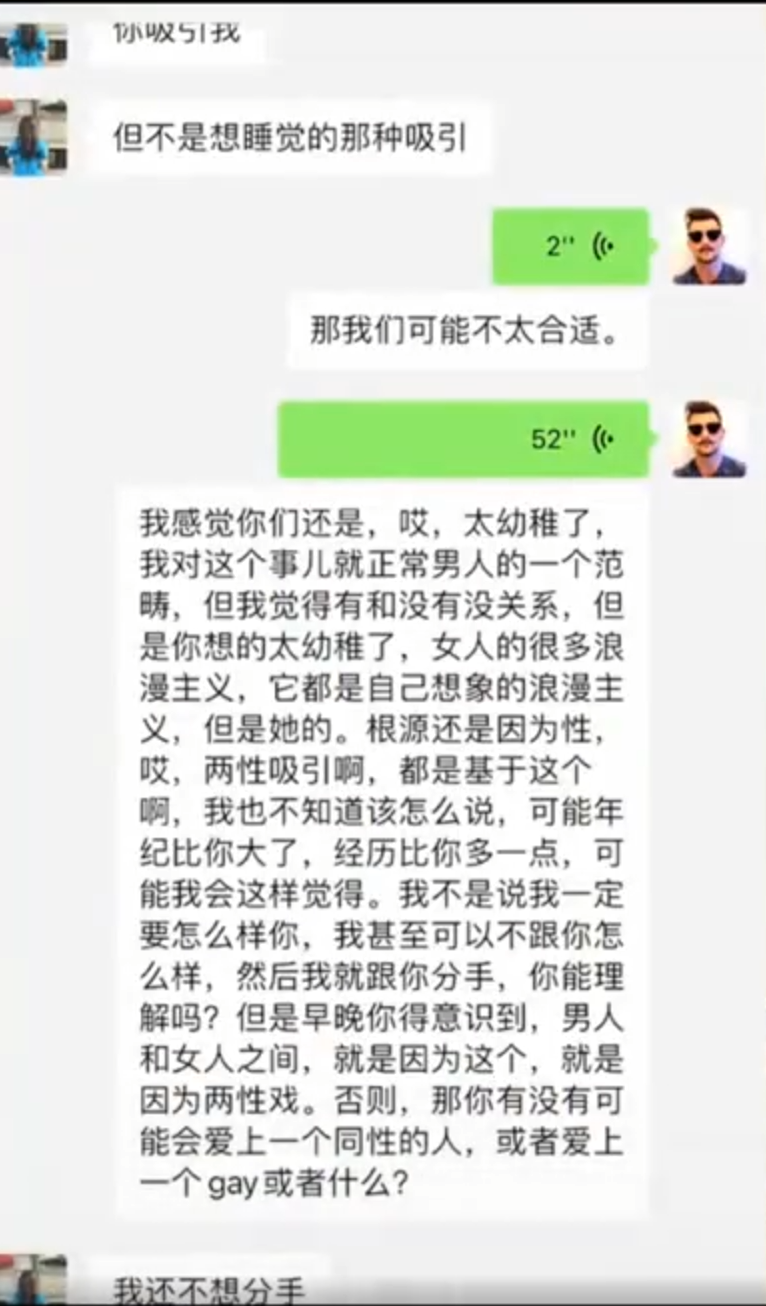 你吸引我
但不是想睡觉的那种吸引
2''
那我们可能不太合适。
52''
我感觉你们还是，哎，太幼稚了，
我对这个事儿就正常男人的一个范
畴，但我觉得有和没有没关系，但
是你想的太幼稚了，女人的很多浪
漫主义，它都是自己想象的浪漫主
义，但是她的。根源还是因为性，
哎，两性吸引啊，都是基于这个
啊，我也不知道该怎么说，可能年
纪比你大了，经历比你多一点，可
能我会这样觉得。我不是说我一定
要怎么样你，我甚至可以不跟你怎
么样，然后我就跟你分手，你能理
解吗？但是早晚你得意识到，男人
和女人之间，就是因为这个，就是
因为两性戏。否则，那你有没有可
能会爱上一个同性的人，或者爱上
一个gay或者什么？
我还不想分手